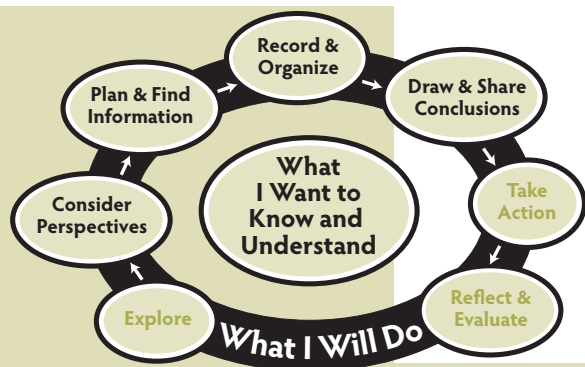 Record &
Organize
Plan & Find
Information
Draw & Share
Conclusions
What
I Want to
Know and
Understand
Consider
Perspectives
Take
Action
Explore
Reflect &
Evaluate
What I Will Do